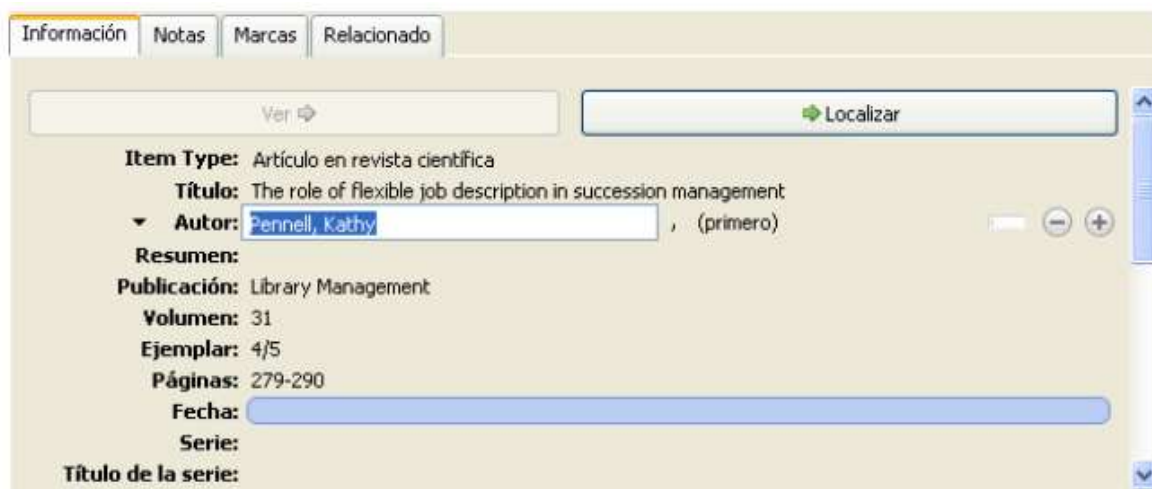 Información Notas Marcas Relacionado
Ver Localizar
Item Type: Artículo en revista científica
Título: The role of flexible job description in succession management
Autor: Pennell, Kathy , (primero)
Resumen:
Publicación: Library Management
Volumen: 31
Ejemplar: 4/5
Páginas: 279-290
Fecha:
Serie:
Título de la serie: